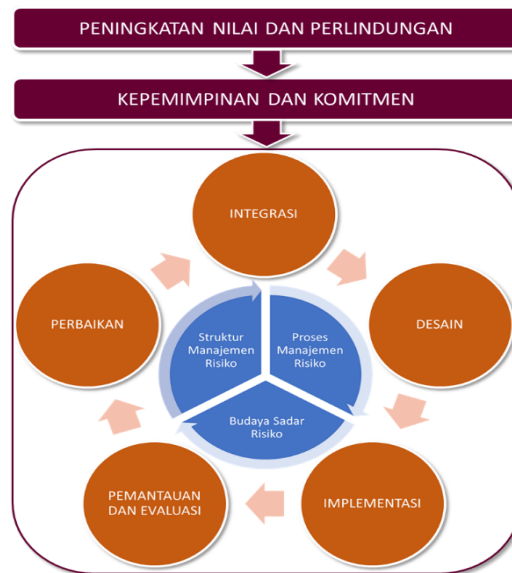 PENINGKATAN NILAI DAN PERLINDUNGAN
KEPEMIMPINAN DAN KOMITMEN
INTEGRASI
PERBAIKAN
DESAIN
Struktur
Manajemen
Risiko
Proses
Manajemen
Risiko
Budaya Sadar
Risiko
PEMANTAUAN
DAN EVALUASI
IMPLEMENTASI